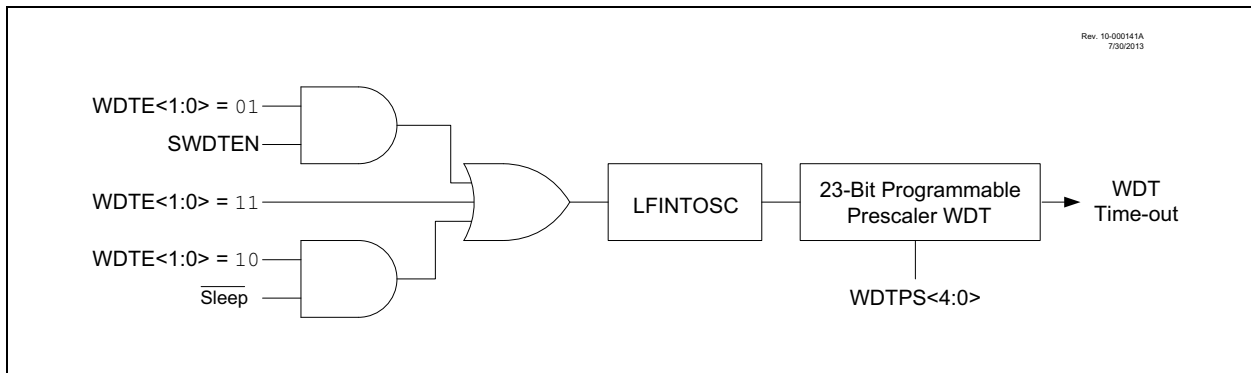 Rev. 10-000141A
7/30/2013
WDTE<1:0> = 01
SWDTEN
WDTE<1:0> = 11
WDTE<1:0> = 10
Sleep
LFINTOSC
23-Bit Programmable
Prescaler WDT
WDT
Time-out
WDTPS<4:0>